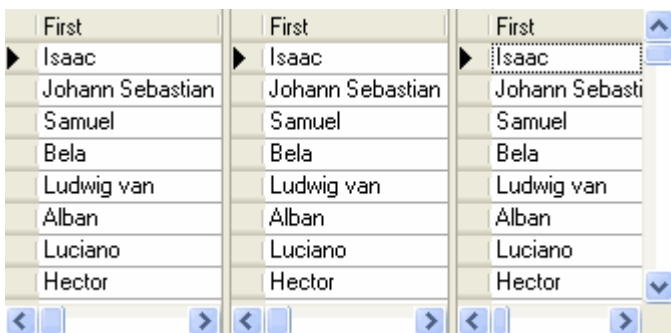 First First First
Isaac Isaac Isaac
Johann Sebastian Johann Sebastian Johann Sebasti
Samuel Samuel Samuel
Bela Bela Bela
Ludwig van Ludwig van Ludwig van
Alban Alban Alban
Luciano Luciano Luciano
Hector Hector Hector